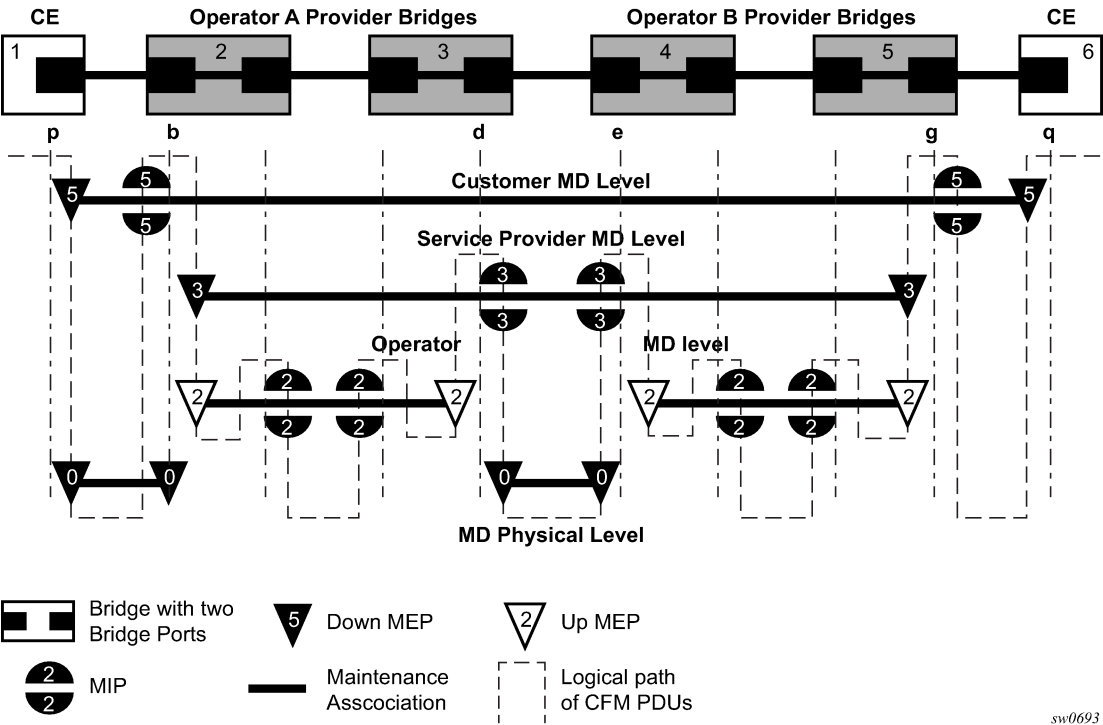 CE Operator A Provider Bridges Operator B Provider Bridges CE
1 2 3 4 5 6
p b d e g q
5 5 5 5
Customer MD Level
5 5
Service Provider MD Level
3 3 3 3
3 3
Operator MD level
2 2 2 2 2 2 2 2
2 2 2 2
0 0 0 0
MD Physical Level
Bridge with two
Bridge Ports
5 Down MEP
2 Up MEP
2
2
MIP
Maintenance
Asscociation
Logical path
of CFM PDUs
sw0693